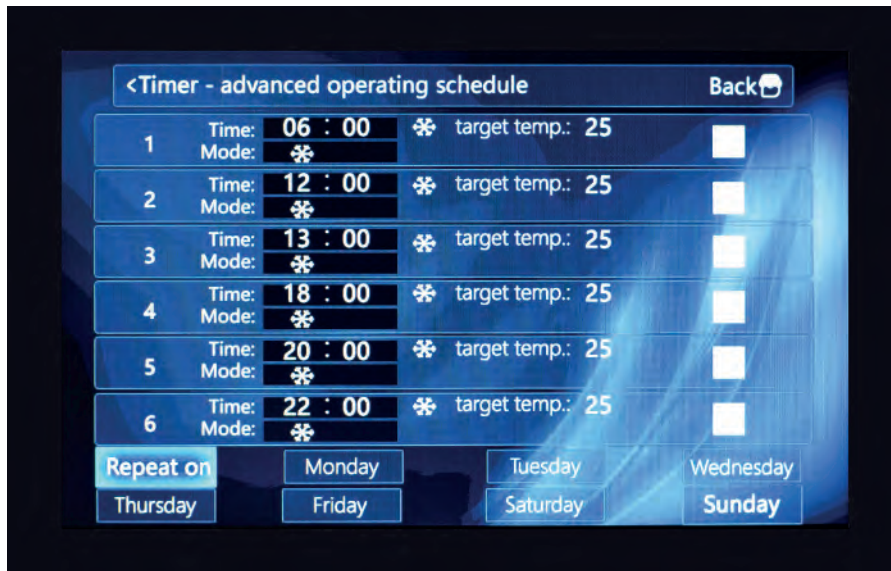 <Timer - advanced operating schedule Back
1 Time: 06 : 00 target temp.: 25
Mode:
2 Time: 12 : 00 target temp.: 25
Mode:
3 Time: 13 : 00 target temp.: 25
Mode:
4 Time: 18 : 00 target temp.: 25
Mode:
5 Time: 20 : 00 target temp.: 25
Mode:
6 Time: 22 : 00 target temp.: 25
Mode:
Repeat on Monday Tuesday Wednesday
Thursday Friday Saturday Sunday